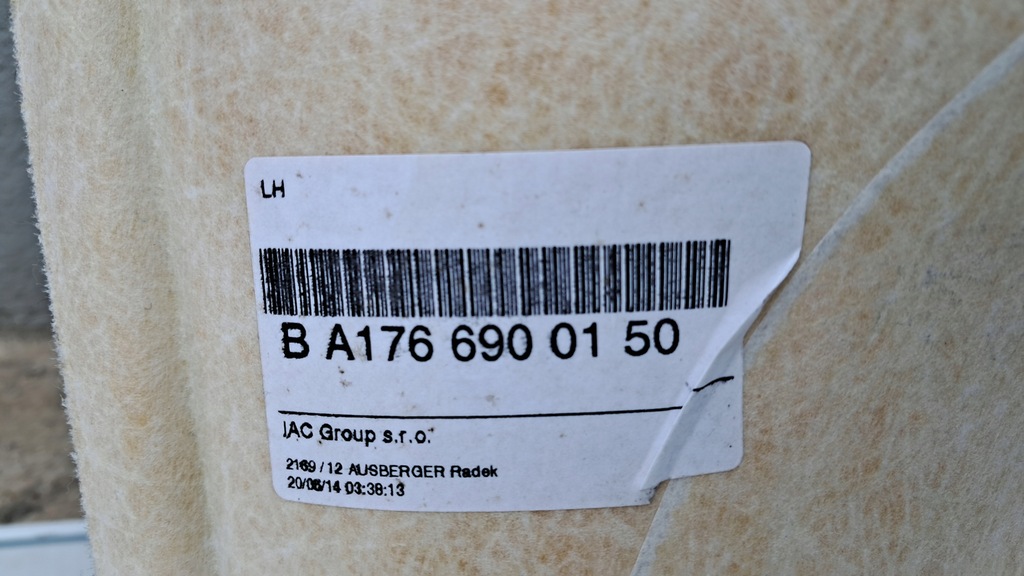 LH
B A176 690 01 50
IAC Group s.r.o.
2169 / 12 AUSBERGER Radek
20/06/14 03:38:13